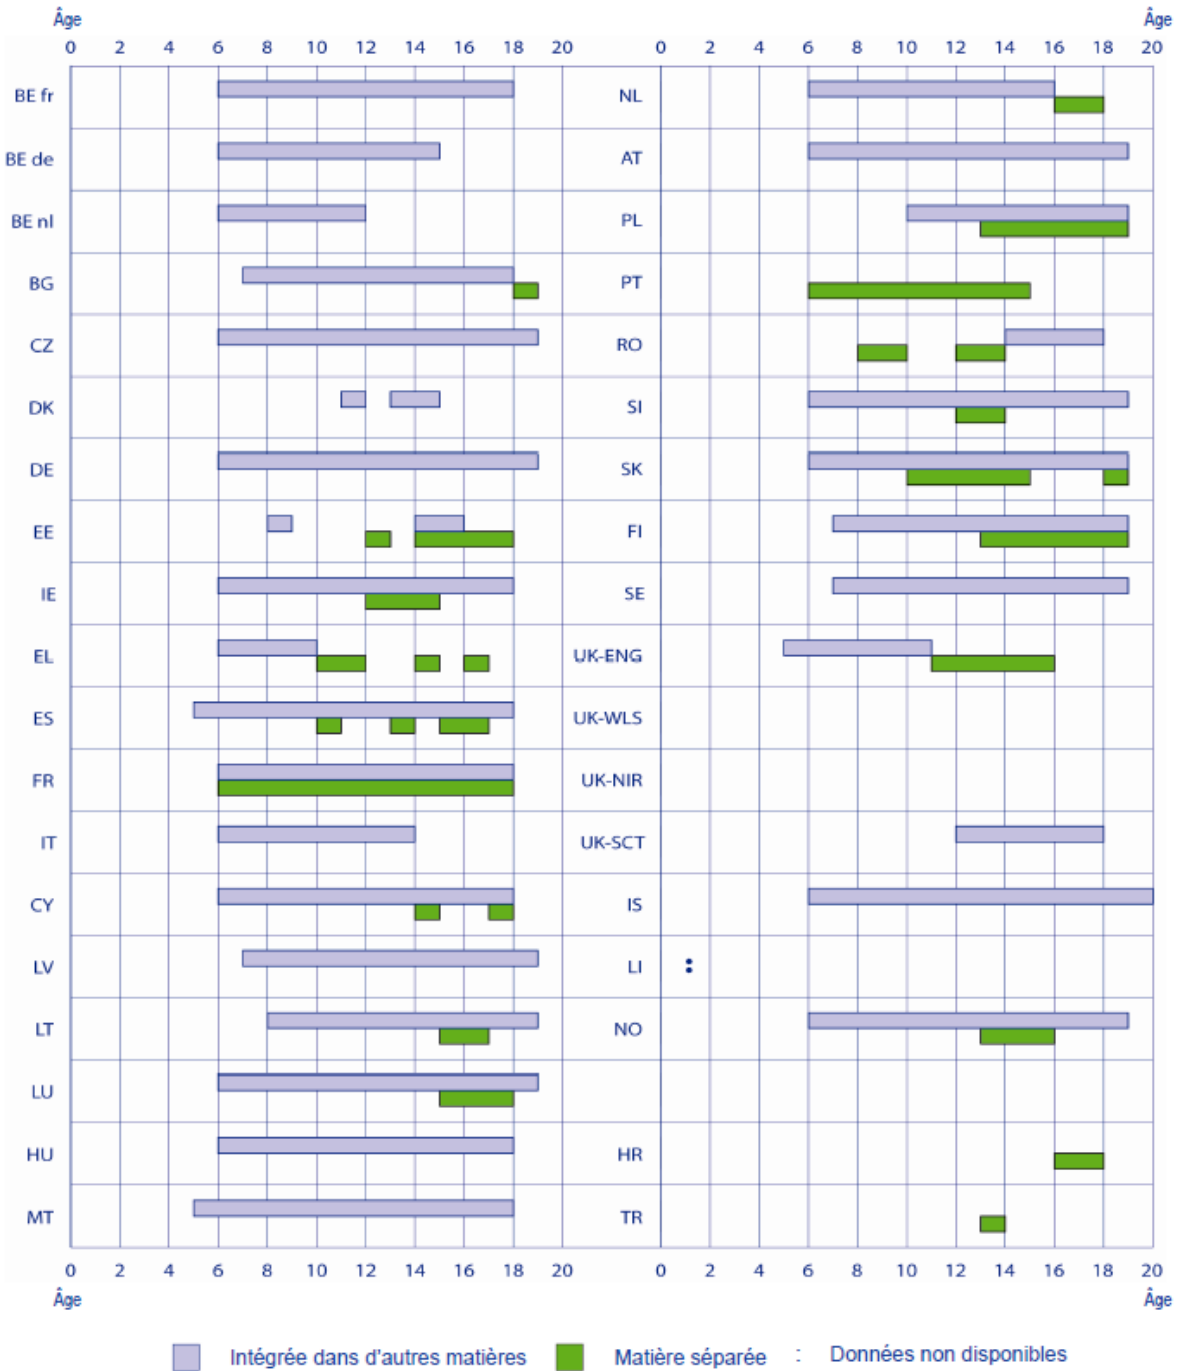 Âge Âge
0 2 4 6 8 10 12 14 16 18 20 0 2 4 6 8 10 12 14 16 18 20
BE fr NL
BE de AT
BE nl PL
BG PT
CZ RO
DK SI
DE SK
EE FI
IE SE
EL UK-ENG
ES UK-WLS
FR UK-NIR
IT UK-SCT
CY IS
LV LI :
LT NO
LU
HU HR
MT TR
0 2 4 6 8 10 12 14 16 18 20 0 2 4 6 8 10 12 14 16 18 20
Âge Âge
Intégrée dans d'autres matières Matière séparée : Données non disponibles